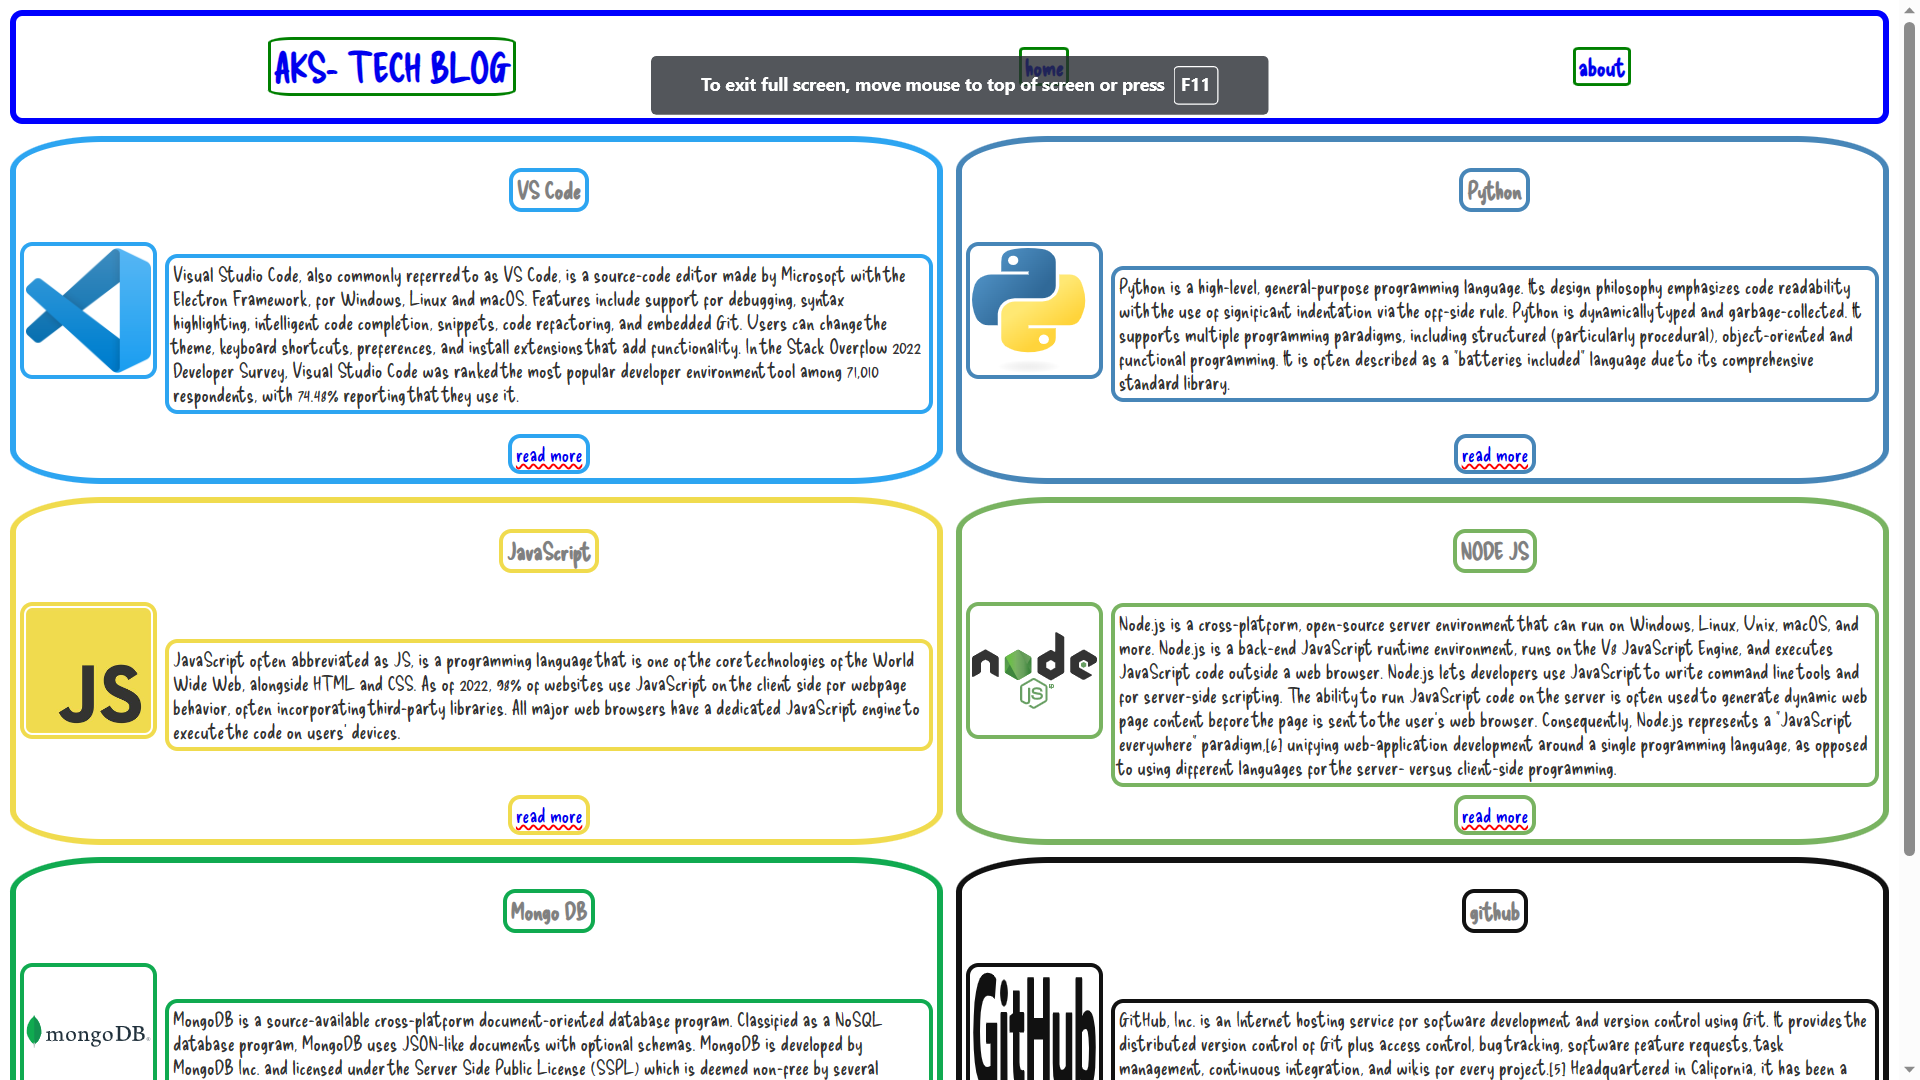 AKS- TECH BLOG
home
about
To exit full screen, move mouse to top of screen or press F11
VS Code
Visual Studio Code, also commonly referred to as VS Code, is a source-code editor made by Microsoft with the
Electron Framework, for Windows, Linux and macOS. Features include support for debugging, syntax
highlighting, intelligent code completion, snippets, code refactoring, and embedded Git. Users can change the
theme, keyboard shortcuts, preferences, and install extensions that add functionality. In the Stack Overflow 2022
Developer Survey, Visual Studio Code was ranked the most popular developer environment tool among 71,010
respondents, with 74.48% reporting that they use it.
read more
Python
Python is a high-level, general-purpose programming language. Its design philosophy emphasizes code readability
with the use of significant indentation via the off-side rule. Python is dynamically typed and garbage-collected. It
supports multiple programming paradigms, including structured (particularly procedural), object-oriented and
functional programming. It is often described as a "batteries included" language due to its comprehensive
standard library.
read more
JavaScript
JS
JavaScript often abbreviated as JS, is a programming language that is one of the core technologies of the World
Wide Web, alongside HTML and CSS. As of 2022, 98% of websites use JavaScript on the client side for webpage
behavior, often incorporating third-party libraries. All major web browsers have a dedicated JavaScript engine to
execute the code on users' devices.
read more
NODE JS
node
JS
Node.js is a cross-platform, open-source server environment that can run on Windows, Linux, Unix, macOS, and
more. Node.js is a back-end JavaScript runtime environment, runs on the V8 JavaScript Engine, and executes
JavaScript code outside a web browser. Node.js lets developers use JavaScript to write command line tools and
for server-side scripting. The ability to run JavaScript code on the server is often used to generate dynamic web
page content before the page is sent to the user's web browser. Consequently, Node.js represents a "JavaScript
everywhere" paradigm,[6] unifying web-application development around a single programming language, as opposed
to using different languages for the server- versus client-side programming.
read more
Mongo DB
mongoDB.
MongoDB is a source-available cross-platform document-oriented database program. Classified as a NoSQL
database program, MongoDB uses JSON-like documents with optional schemas. MongoDB is developed by
MongoDB Inc. and licensed under the Server Side Public License (SSPL) which is deemed non-free by several
github
GitHub
GitHub, Inc. is an Internet hosting service for software development and version control using Git. It provides the
distributed version control of Git plus access control, bug tracking, software feature requests, task
management, continuous integration, and wikis for every project.[5] Headquartered in California, it has been a